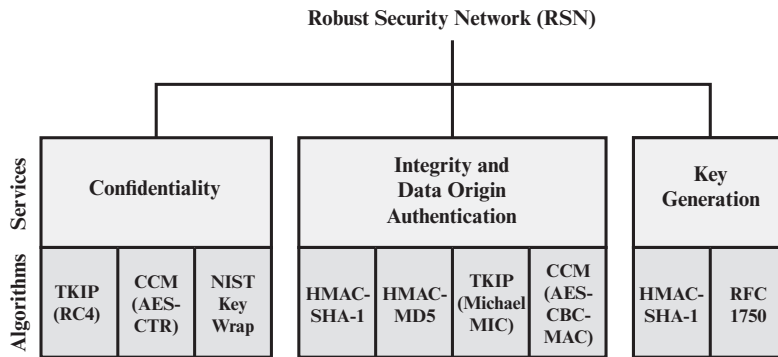 Robust Security Network (RSN)
Services
Confidentiality
Integrity and
Data Origin
Authentication
Key
Generation
Algorithms
TKIP
(RC4)
CCM
(AES-
CTR)
NIST
Key
Wrap
HMAC-
SHA-1
HMAC-
MD5
TKIP
(Michael
MIC)
CCM
(AES-
CBC-
MAC)
HMAC-
SHA-1
RFC
1750